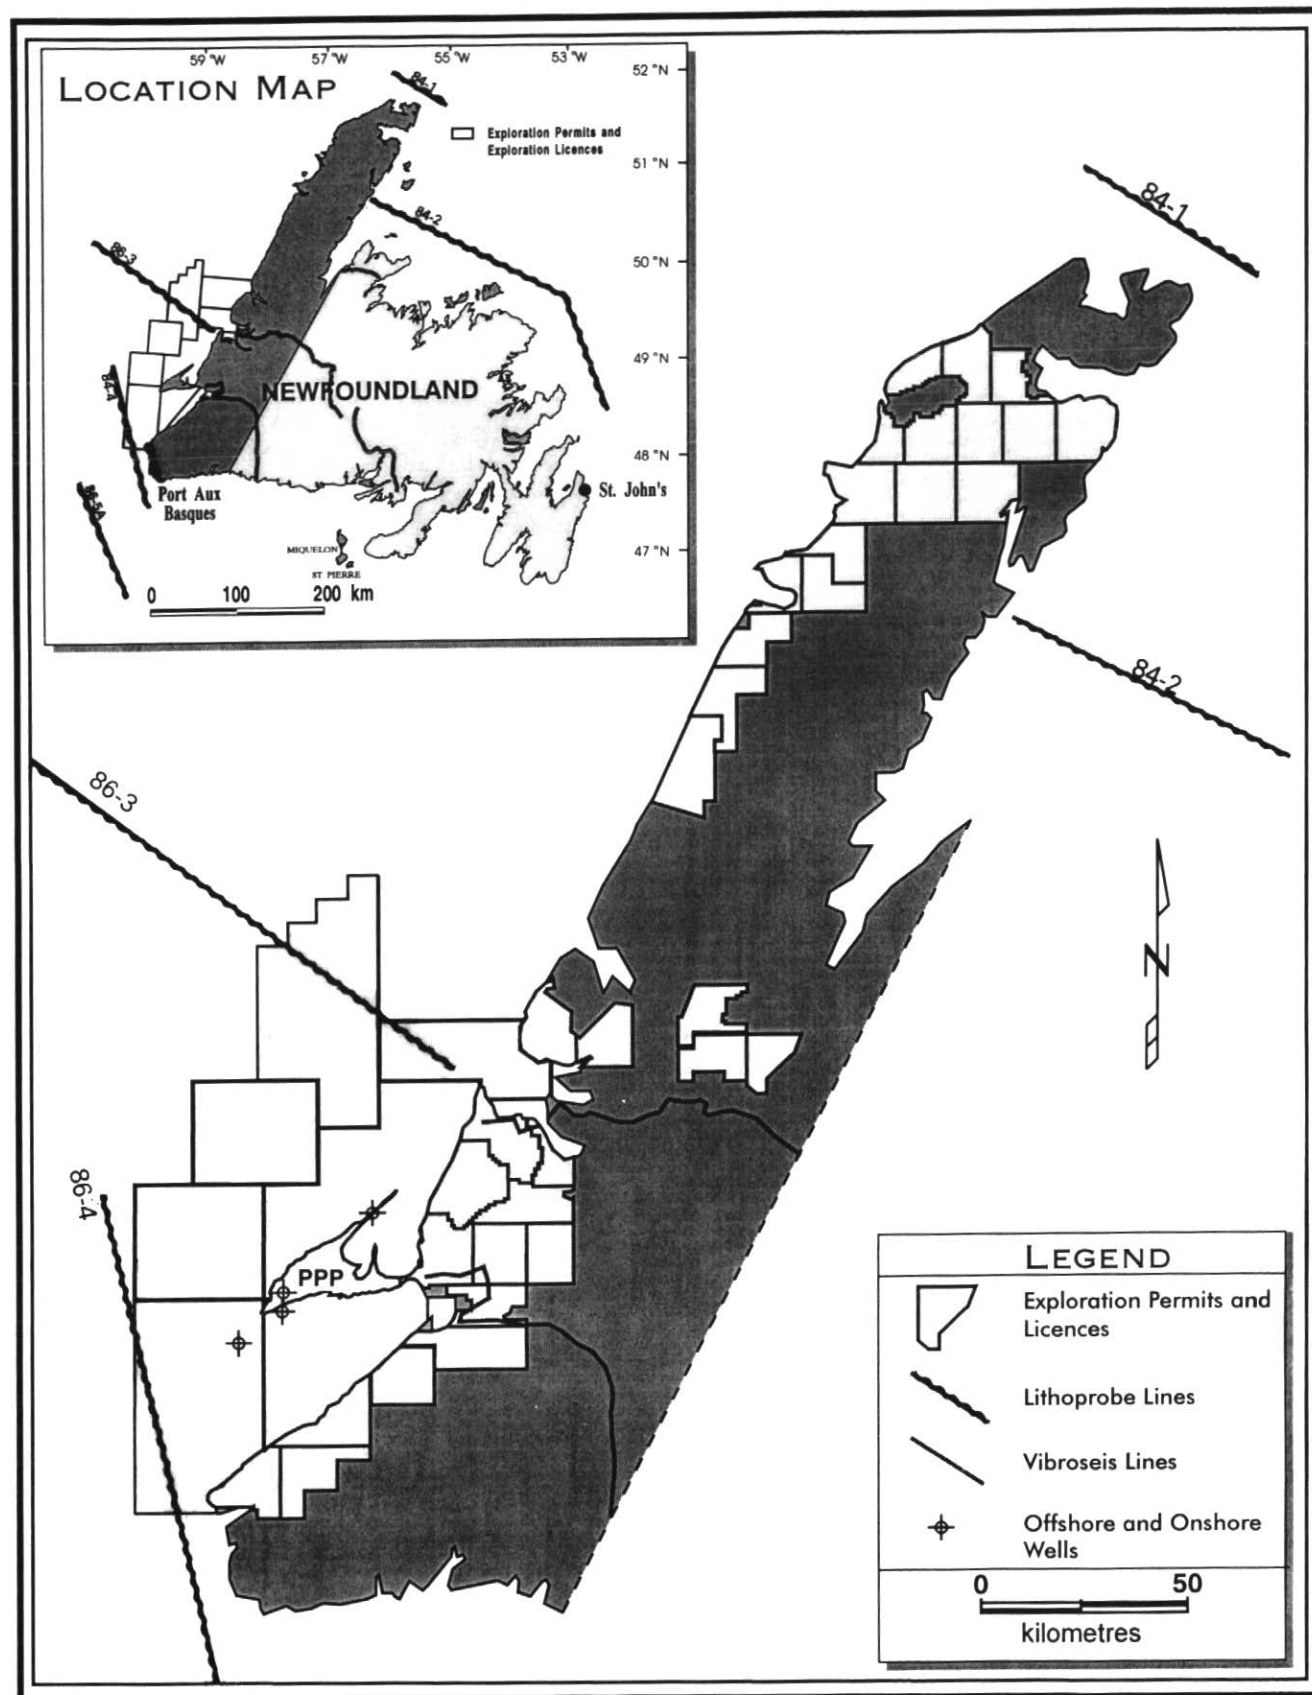 59°W 57°W 55°W 53°W
LOCATION MAP
52°N
84-1
Exploration Permits and
Exploration Licences
51°N
84-2
86-3
50°N
49°N
NEWFOUNDLAND
48°N
Port Aux
Basques
St. John's
86-5A
47°N
MIQUELON
ST PIERRE
0 100 200 km
84-1
84-2
86-3
N
86-4
PPP
LEGEND
Exploration Permits and
Licences
Lithoprobe Lines
Vibroseis Lines
Offshore and Onshore
Wells
0 50
kilometres